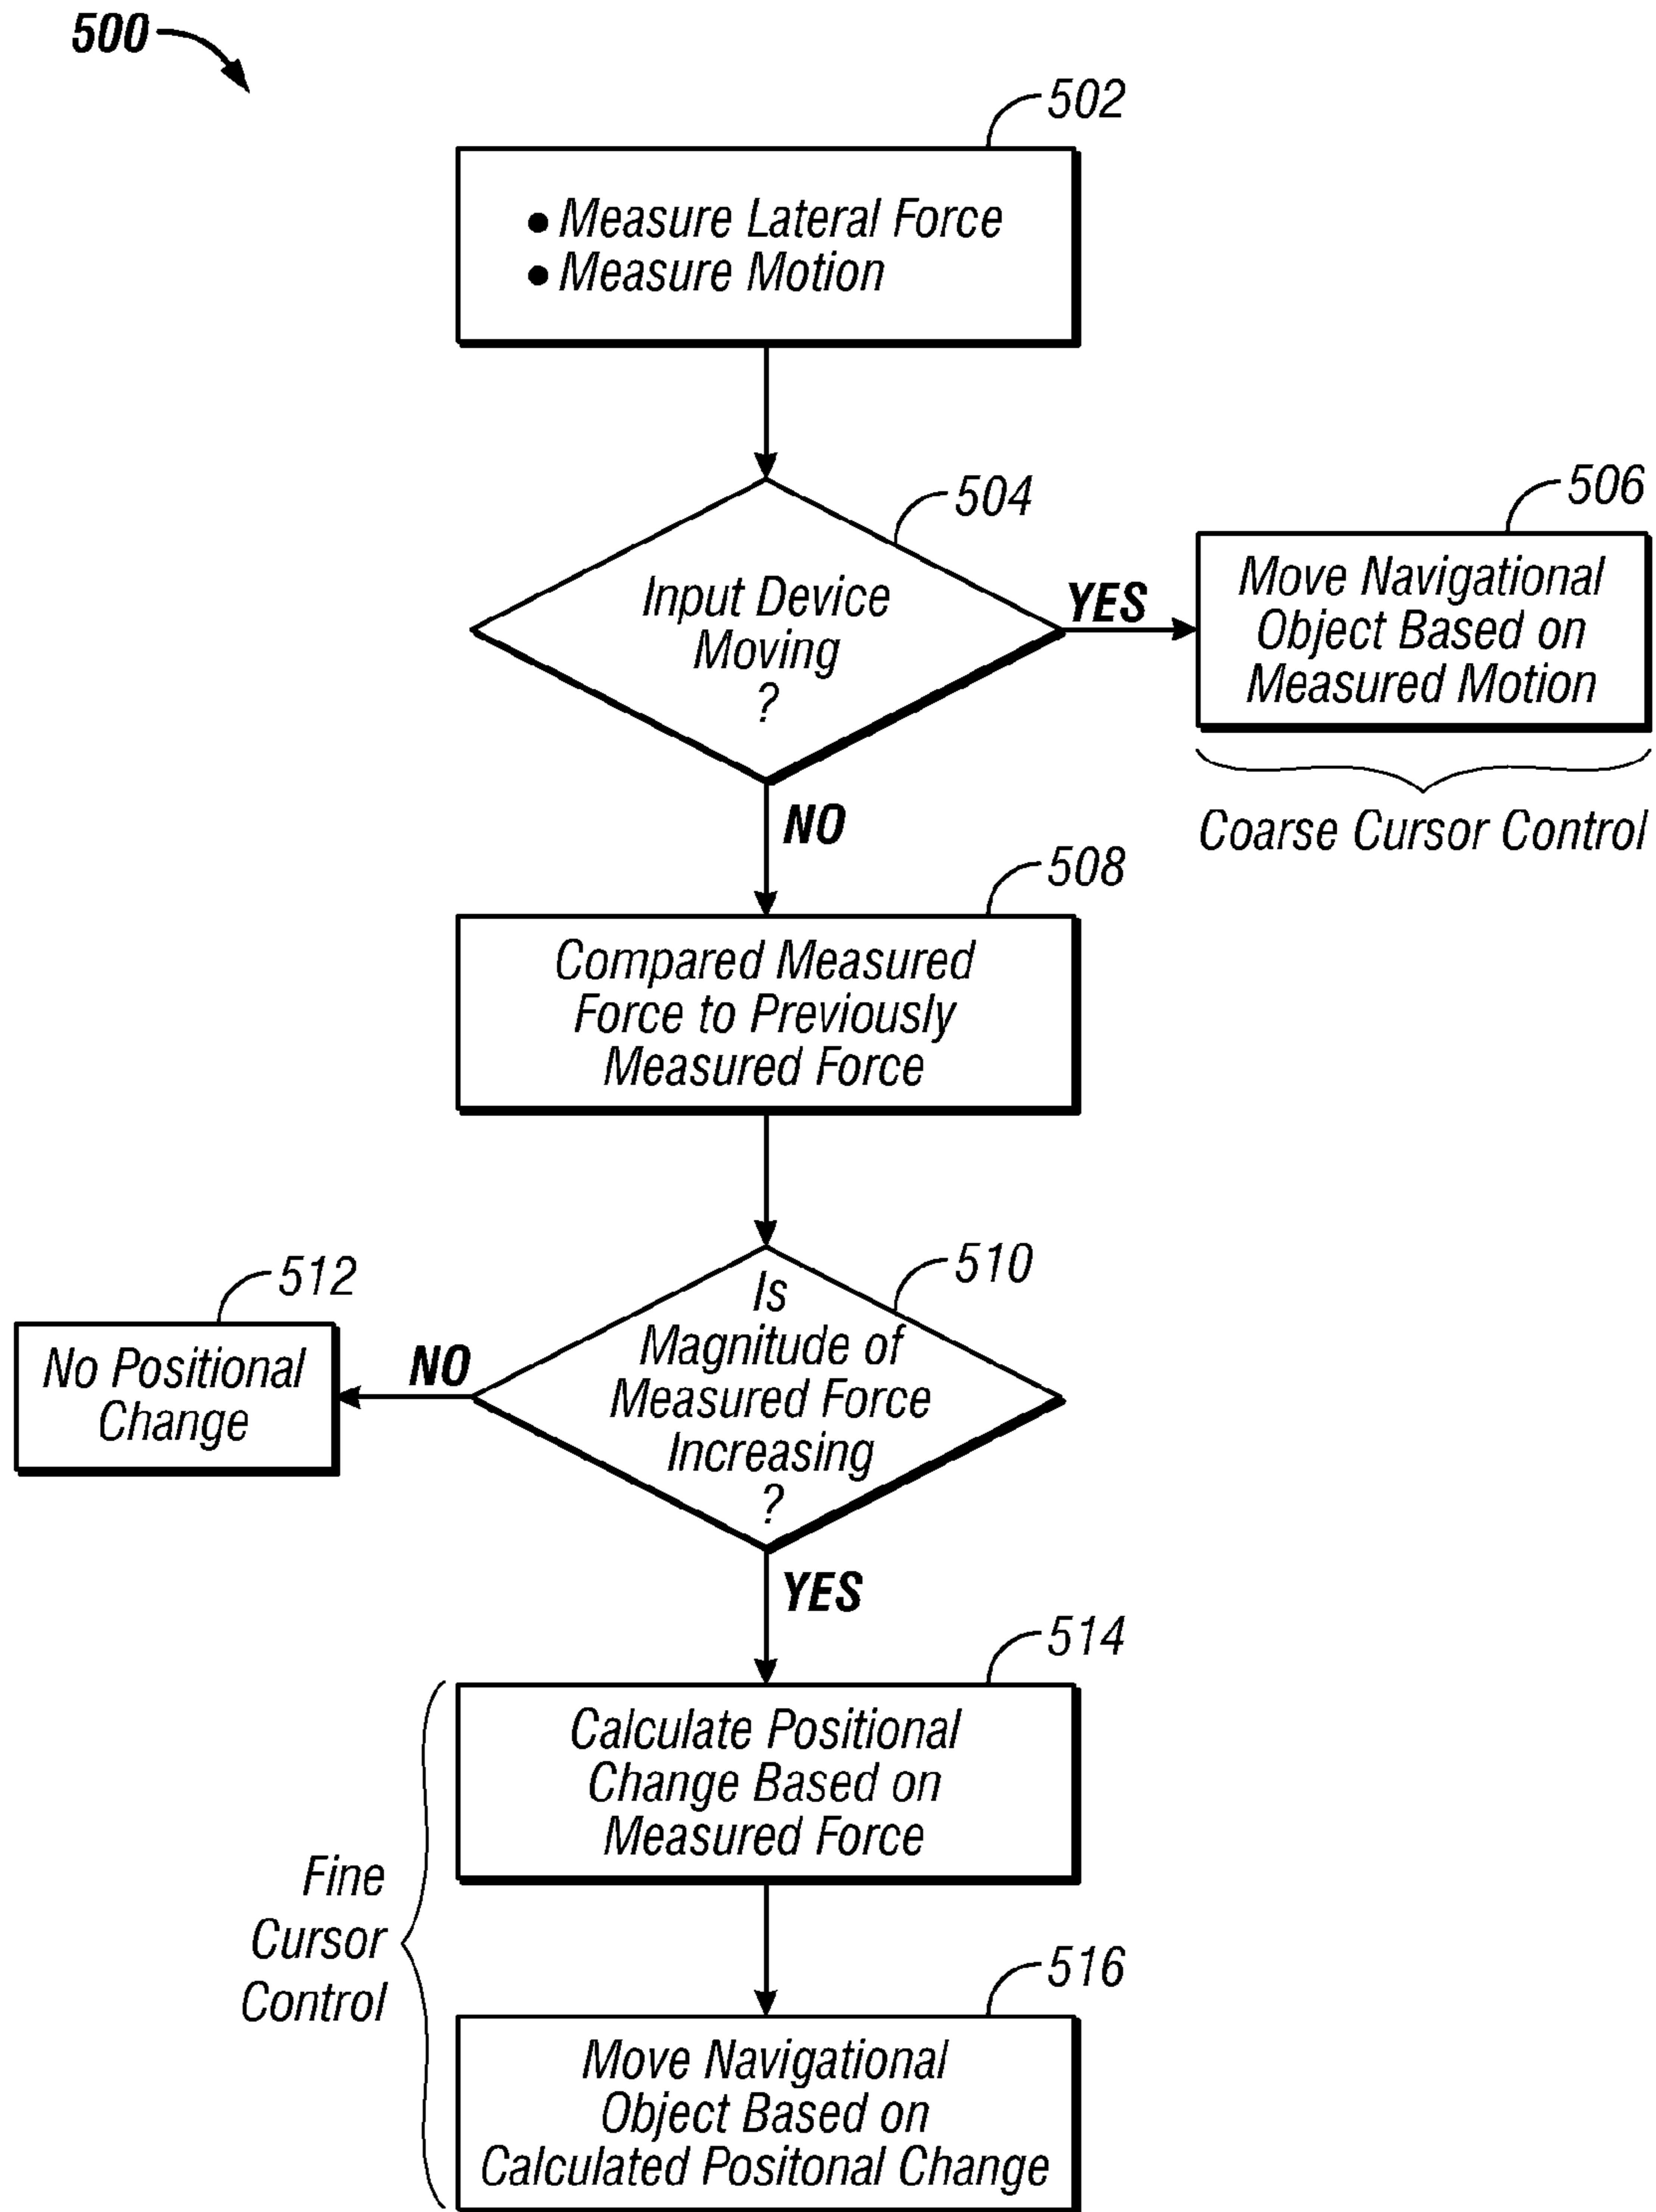 500
502
• Measure Lateral Force
• Measure Motion
504
Input Device
Moving
?
YES
506
Move Navigational
Object Based on
Measured Motion
Coarse Cursor Control
NO
508
Compared Measured
Force to Previously
Measured Force
510
Is
Magnitude of
Measured Force
Increasing
?
NO
512
No Positional
Change
YES
514
Calculate Positional
Change Based on
Measured Force
Fine
Cursor
Control
516
Move Navigational
Object Based on
Calculated Positonal Change